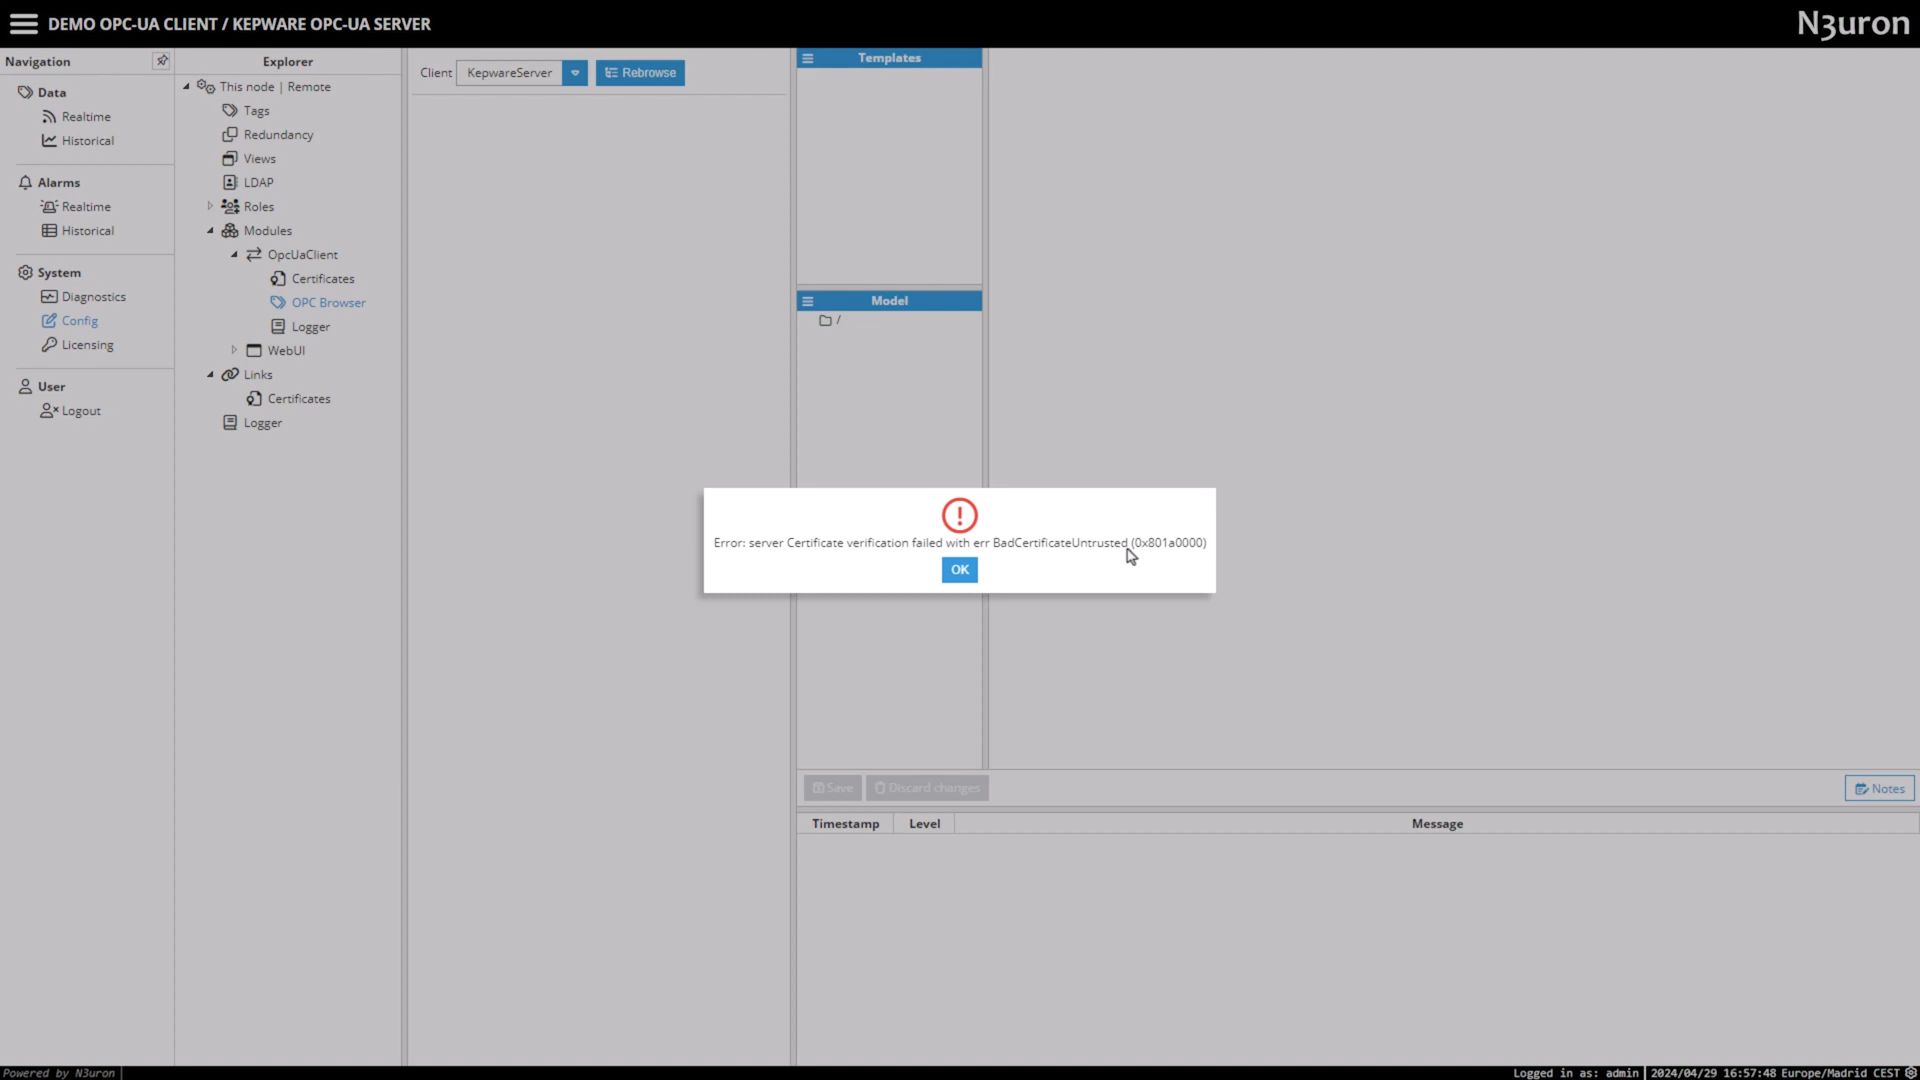 DEMO OPC-UA CLIENT / KEPWARE OPC-UA SERVER
N3uron
Navigation
Data
Realtime
Historical
Alarms
Realtime
Historical
System
Diagnostics
Config
Licensing
User
Logout
Explorer
This node | Remote
Tags
Redundancy
Views
LDAP
Roles
Modules
OpcUaClient
Certificates
OPC Browser
Logger
WebUI
Links
Certificates
Logger
Client KepwareServer Rebrowse
Templates
Model
/
Error: server Certificate verification failed with err BadCertificateUntrusted (0x801a0000)
OK
Save Discard changes Notes
Timestamp Level Message
Powered by N3uron
Logged in as: admin 2024/04/29 16:57:48 Europe/Madrid CEST